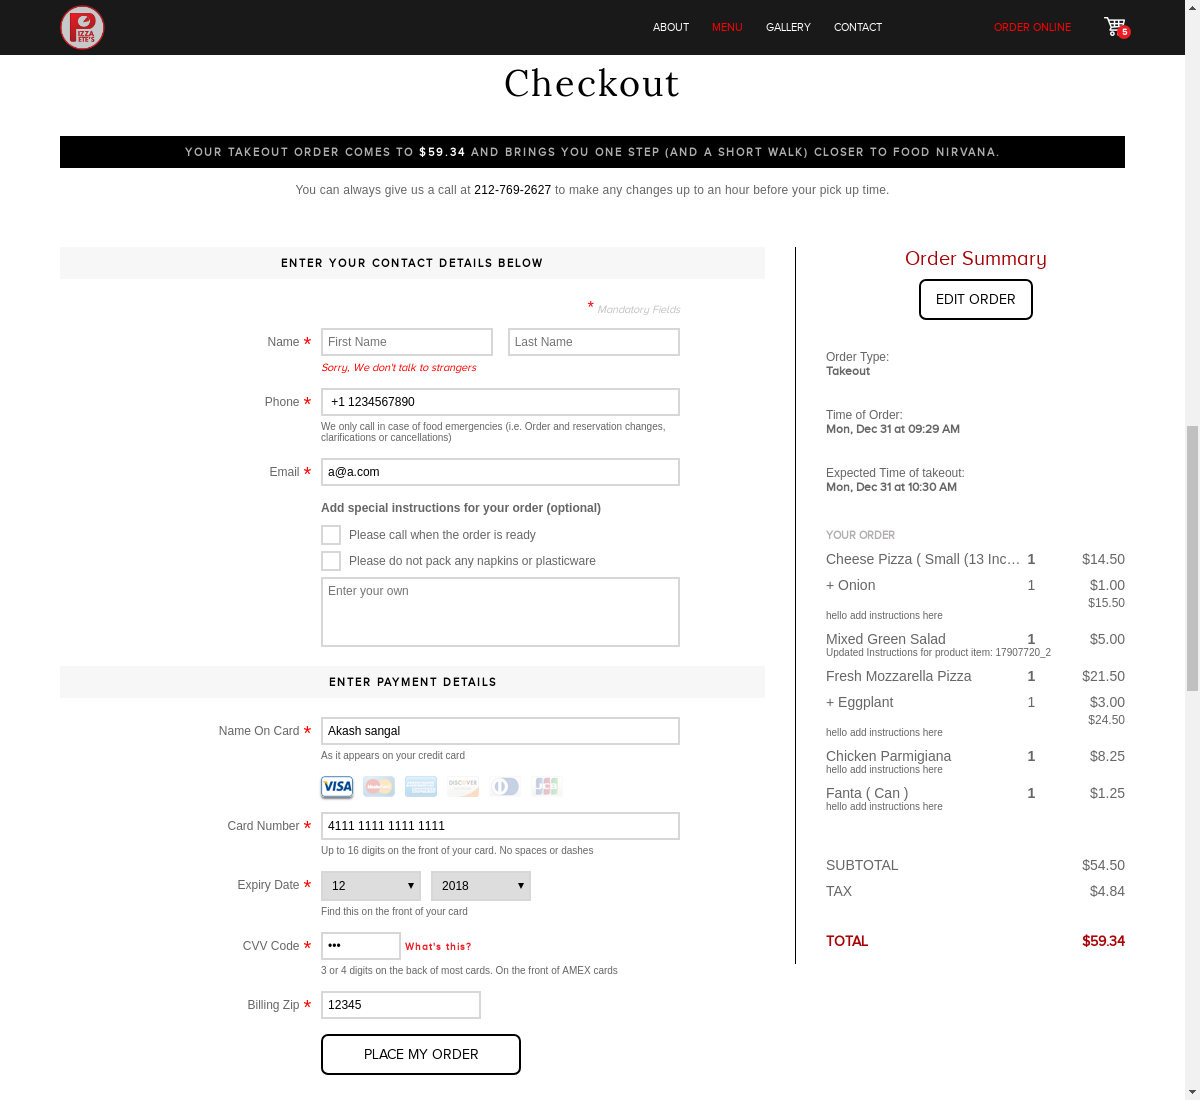 PIZZA PETE'S
ABOUT MENU GALLERY CONTACT ORDER ONLINE 5
Checkout
YOUR TAKEOUT ORDER COMES TO $59.34 AND BRINGS YOU ONE STEP (AND A SHORT WALK) CLOSER TO FOOD NIRVANA.
You can always give us a call at 212-769-2627 to make any changes up to an hour before your pick up time.
ENTER YOUR CONTACT DETAILS BELOW
* Mandatory Fields
Name * First Name Last Name
Sorry, We don't talk to strangers
Phone * +1 1234567890
We only call in case of food emergencies (i.e. Order and reservation changes,
clarifications or cancellations)
Email * a@a.com
Add special instructions for your order (optional)
Please call when the order is ready
Please do not pack any napkins or plasticware
Enter your own
ENTER PAYMENT DETAILS
Name On Card * Akash sangal
As it appears on your credit card
VISA MasterCard AMERICAN EXPRESS DISCOVER JCB
Card Number * 4111 1111 1111 1111
Up to 16 digits on the front of your card. No spaces or dashes
Expiry Date * 12 2018
Find this on the front of your card
CVV Code * ••• What's this?
3 or 4 digits on the back of most cards. On the front of AMEX cards
Billing Zip * 12345
PLACE MY ORDER
Order Summary
EDIT ORDER
Order Type:
Takeout
Time of Order:
Mon, Dec 31 at 09:29 AM
Expected Time of takeout:
Mon, Dec 31 at 10:30 AM
YOUR ORDER
Cheese Pizza ( Small (13 Inc… 1 $14.50
+ Onion 1 $1.00
$15.50
hello add instructions here
Mixed Green Salad 1 $5.00
Updated Instructions for product item: 17907720_2
Fresh Mozzarella Pizza 1 $21.50
+ Eggplant 1 $3.00
$24.50
hello add instructions here
Chicken Parmigiana 1 $8.25
hello add instructions here
Fanta ( Can ) 1 $1.25
hello add instructions here
SUBTOTAL $54.50
TAX $4.84
TOTAL $59.34